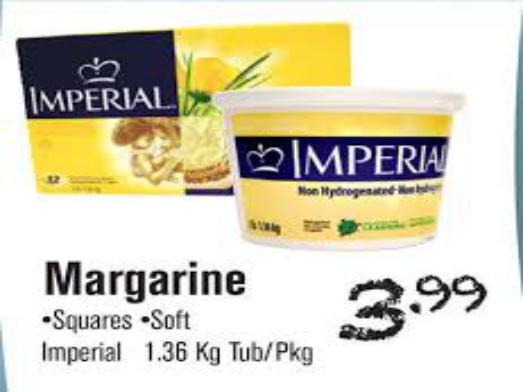 IMPERIAL
IMPERIAL
Non Hydrogenated
Margarine
•Squares •Soft
Imperial 1.36 Kg Tub/Pkg
3.99